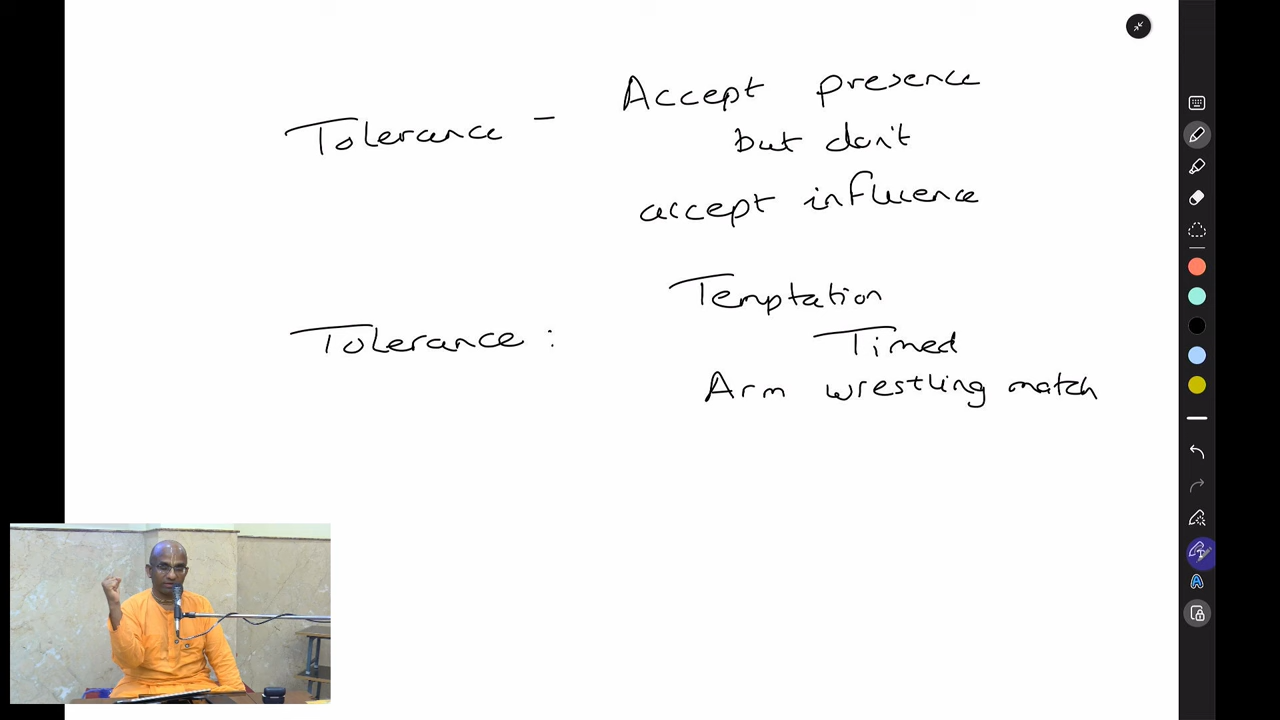 Accept presence
Tolerance - but don't
accept influence
Temptation
Tolerance : Timed
Arm wrestling match